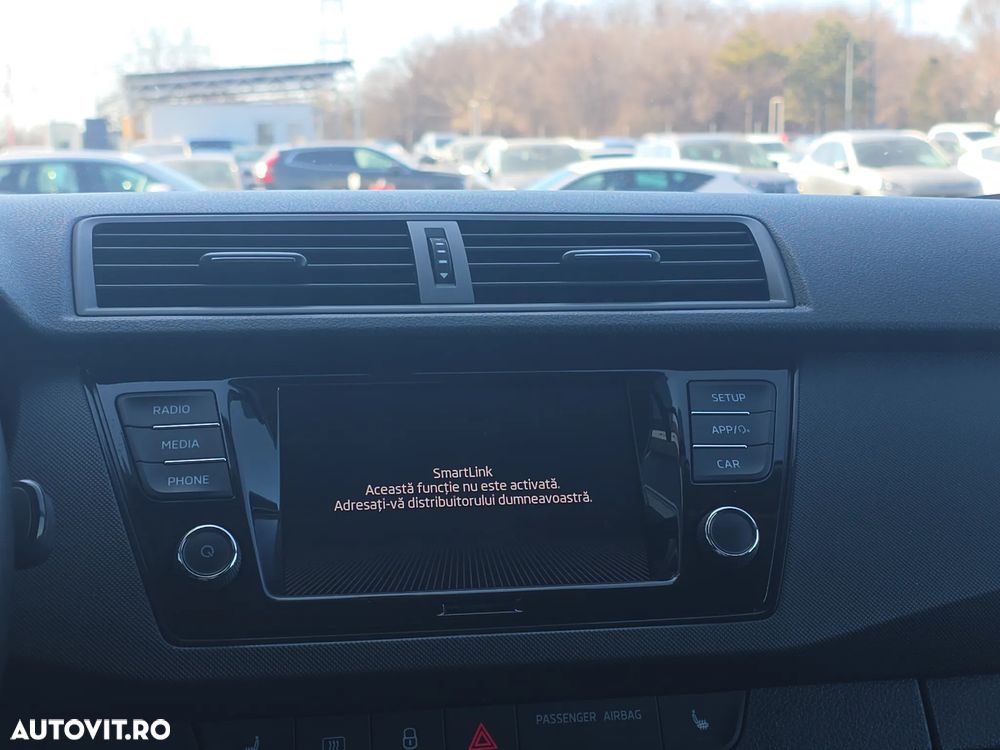 RADIO
MEDIA
PHONE
SETUP
APP/
CAR
SmartLink
Această funcție nu este activată.
Adresați-vă distribuitorului dumneavoastră.
PASSENGER AIRBAG
AUTOVIT.RO